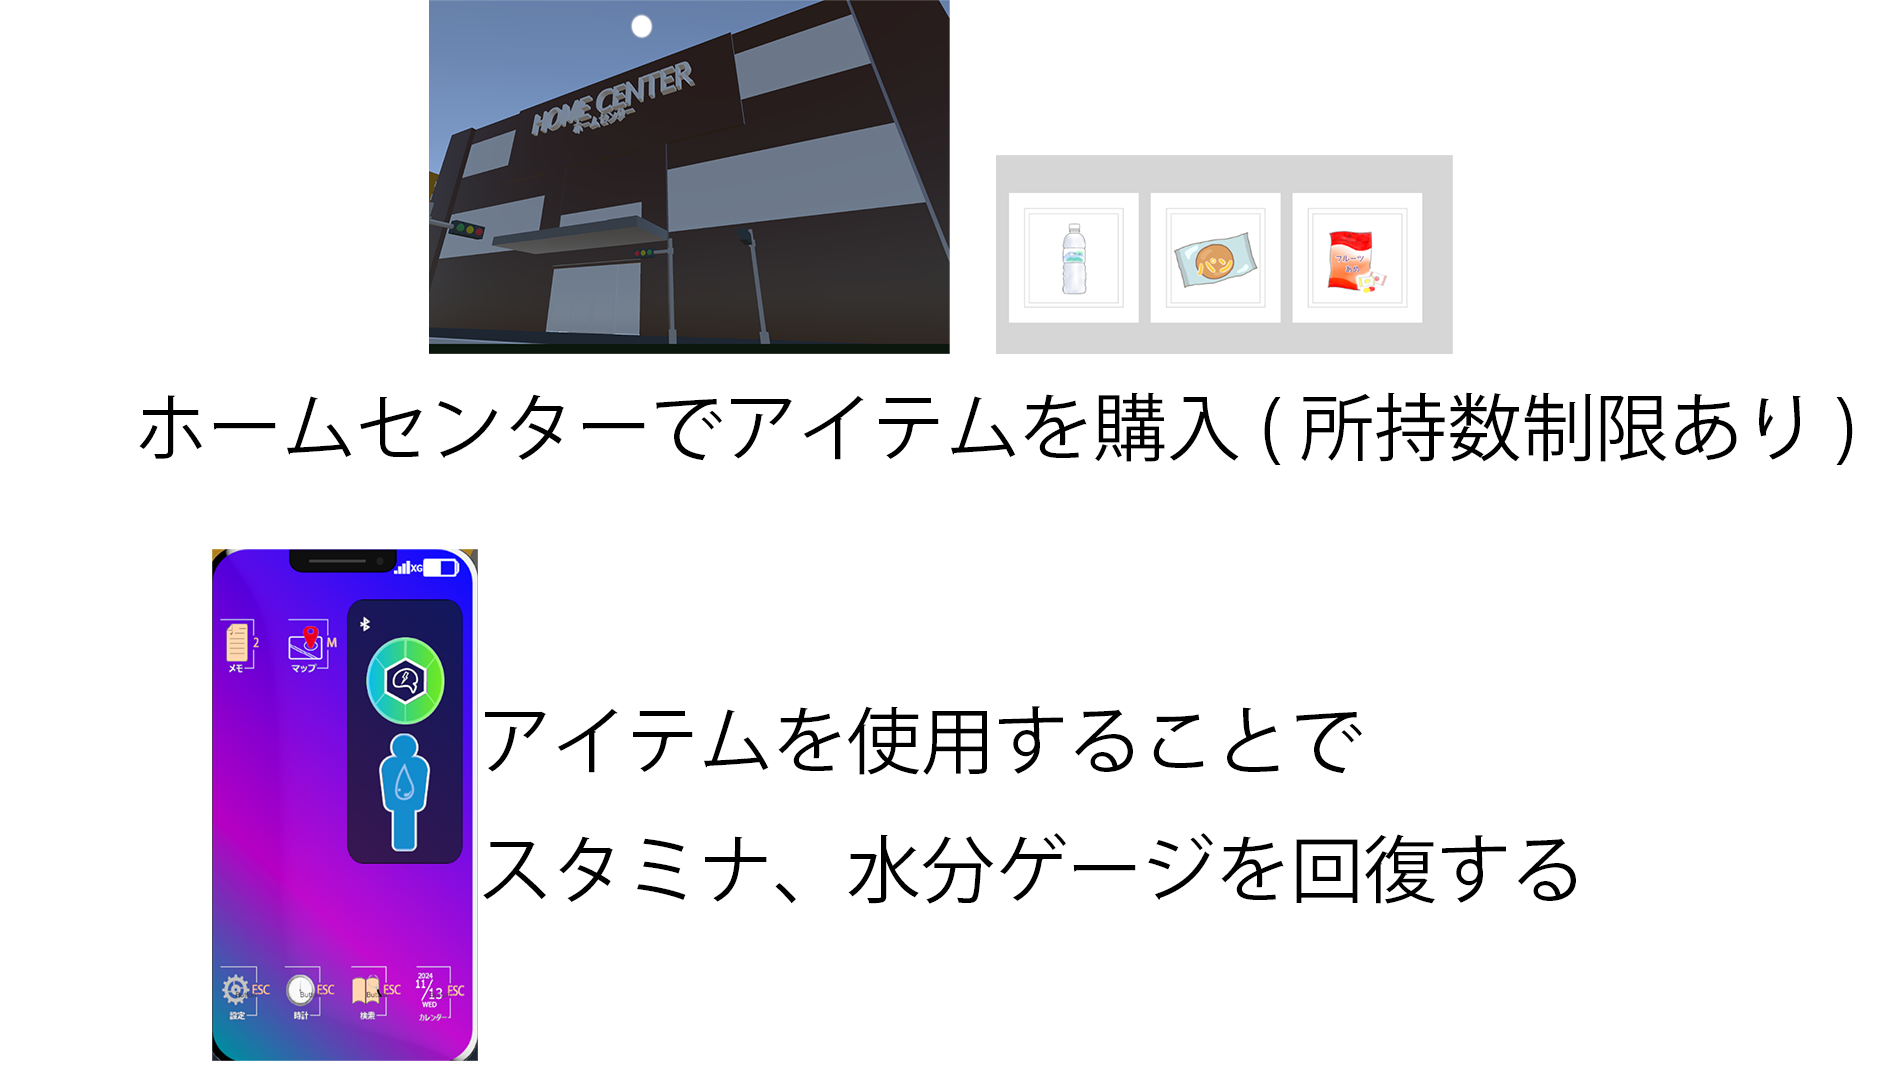 HOME CENTER
ホームセンター
パン
フルーツ
あめ
ホームセンターでアイテムを購入(所持数制限あり)
XG
2
メモ
M
マップ
アイテムを使用することで
スタミナ、水分ゲージを回復する
ESC
設定
ESC
時計
ESC
検索
2024
11/13
WED
ESC
カレンダー